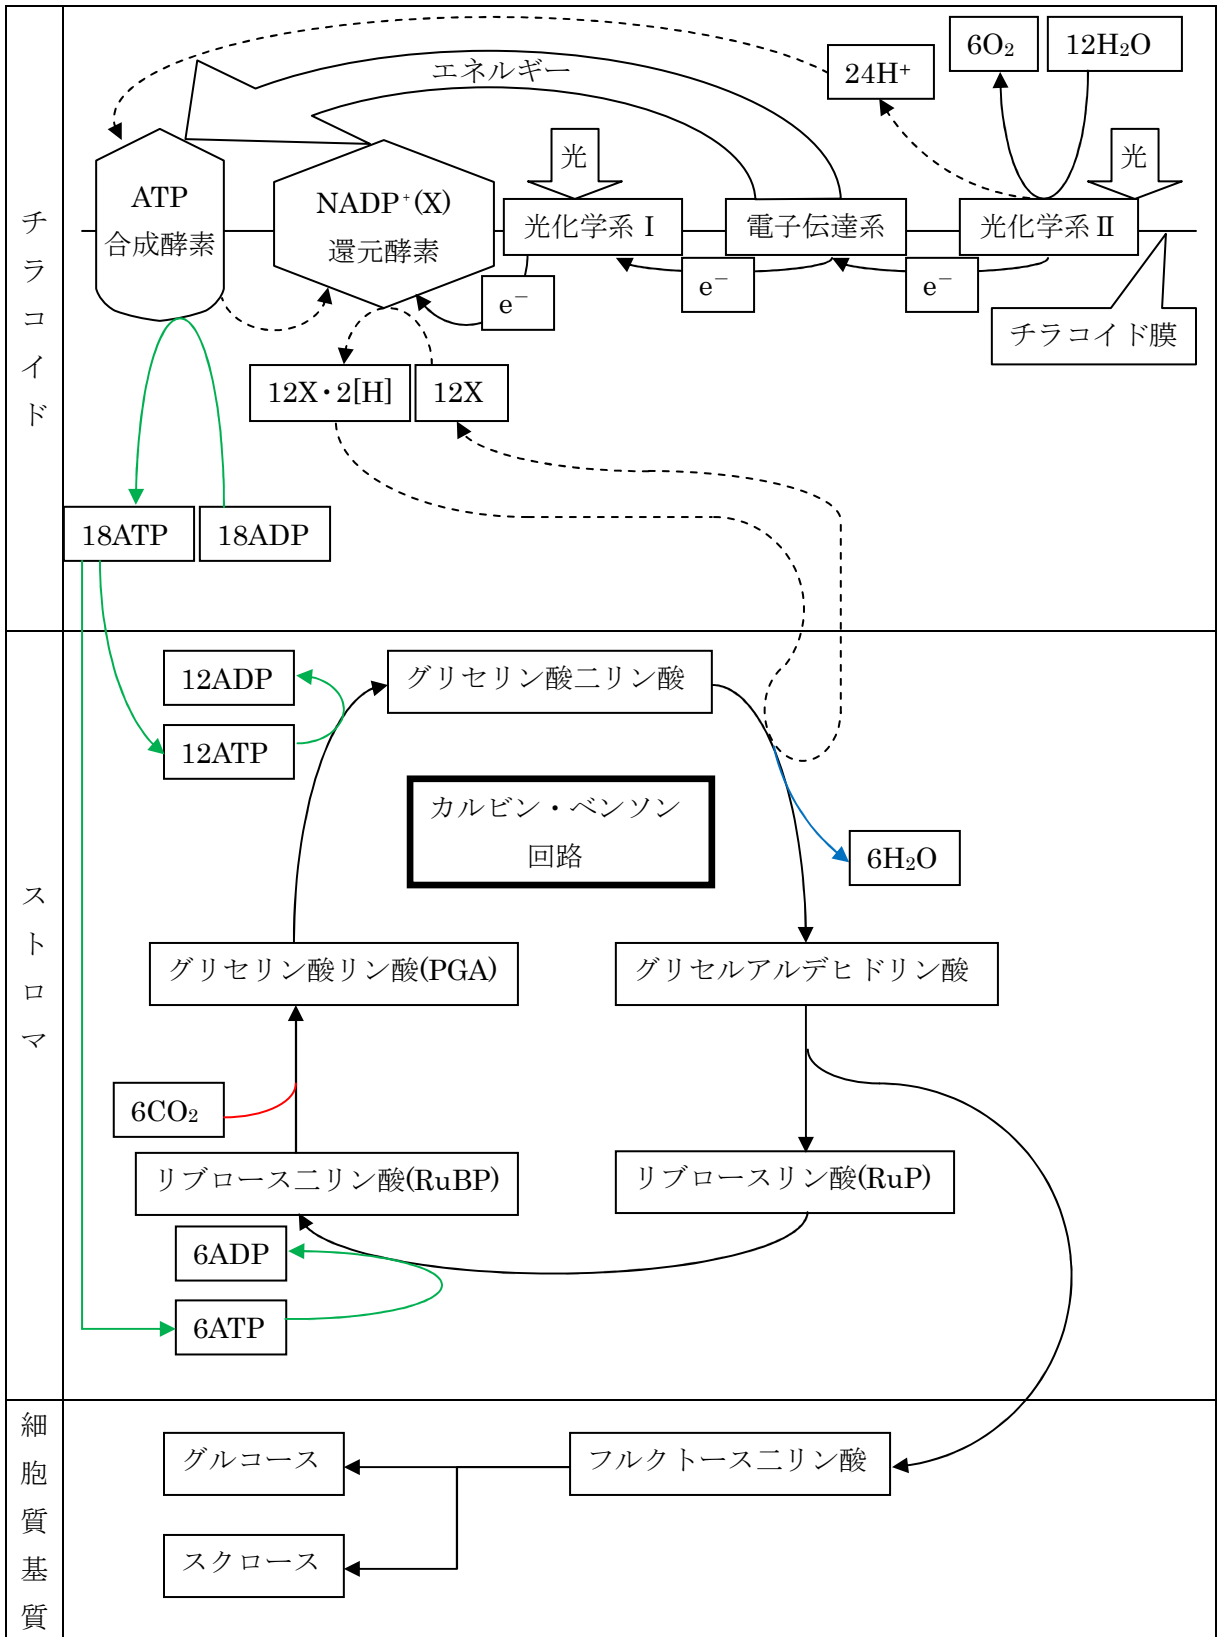 チラコイド
6O₂
12H₂O
エネルギー
24H⁺
光
光
ATP
合成酵素
NADP⁺(X)
還元酵素
光化学系Ⅰ
電子伝達系
光化学系Ⅱ
e⁻
e⁻
e⁻
チラコイド膜
12X・2[H]
12X
18ATP
18ADP
ストロマ
12ADP
グリセリン酸二リン酸
12ATP
カルビン・ベンソン
回路
6H₂O
グリセリン酸リン酸(PGA)
グリセルアルデヒドリン酸
6CO₂
リブロース二リン酸(RuBP)
リブロースリン酸(RuP)
6ADP
6ATP
細胞質基質
グルコース
フルクトース二リン酸
スクロース